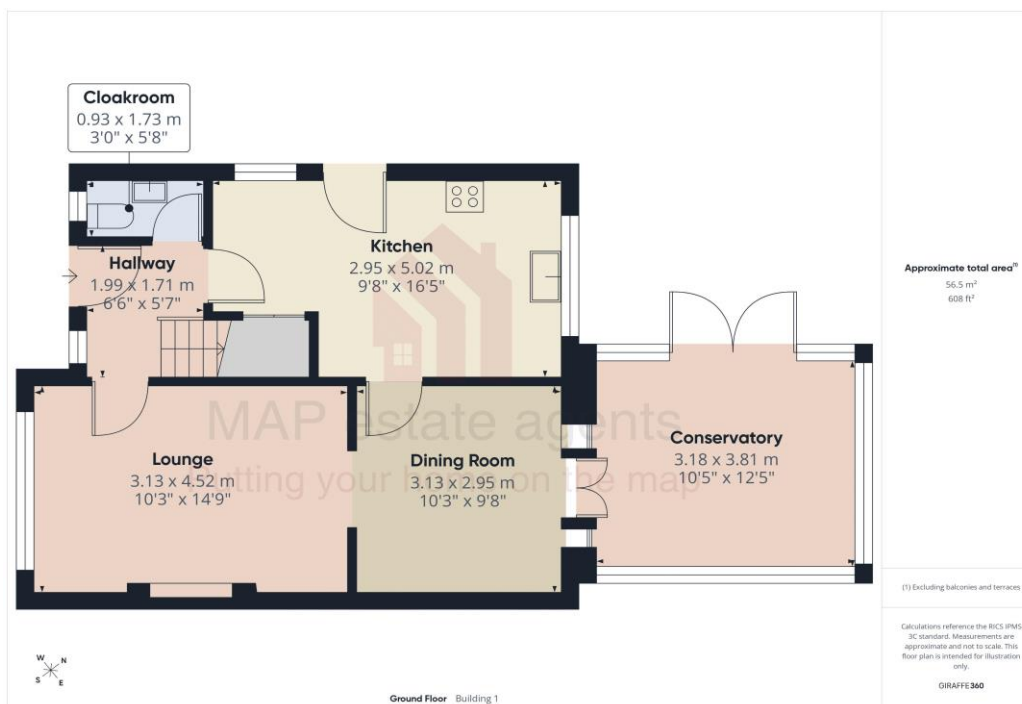 Cloakroom
0.93 x 1.73 m
3'0" x 5'8"
Hallway
1.99 x 1.71 m
6'6" x 5'7"
Kitchen
2.95 x 5.02 m
9'8" x 16'5"
Lounge
3.13 x 4.52 m
10'3" x 14'9"
Dining Room
3.13 x 2.95 m
10'3" x 9'8"
Conservatory
3.18 x 3.81 m
10'5" x 12'5"
MAP estate agents
Putting your home on the map
W N
S E
Ground Floor Building 1
Approximate total area(1)
56.5 m²
608 ft²
(1) Excluding balconies and terraces
Calculations reference the RICS IPMS
3C standard. Measurements are
approximate and not to scale. This
floor plan is intended for illustration
only.
GIRAFFE360